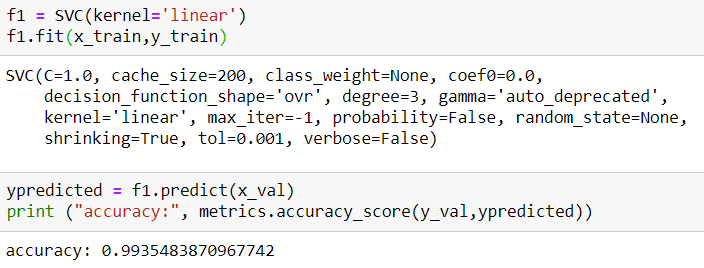 f1 = SVC(kernel='linear')
f1.fit(x_train,y_train)
SVC(C=1.0, cache_size=200, class_weight=None, coef0=0.0,
decision_function_shape='ovr', degree=3, gamma='auto_deprecated',
kernel='linear', max_iter=-1, probability=False, random_state=None,
shrinking=True, tol=0.001, verbose=False)
ypredicted = f1.predict(x_val)
print ("accuracy:", metrics.accuracy_score(y_val,ypredicted))
accuracy: 0.9935483870967742